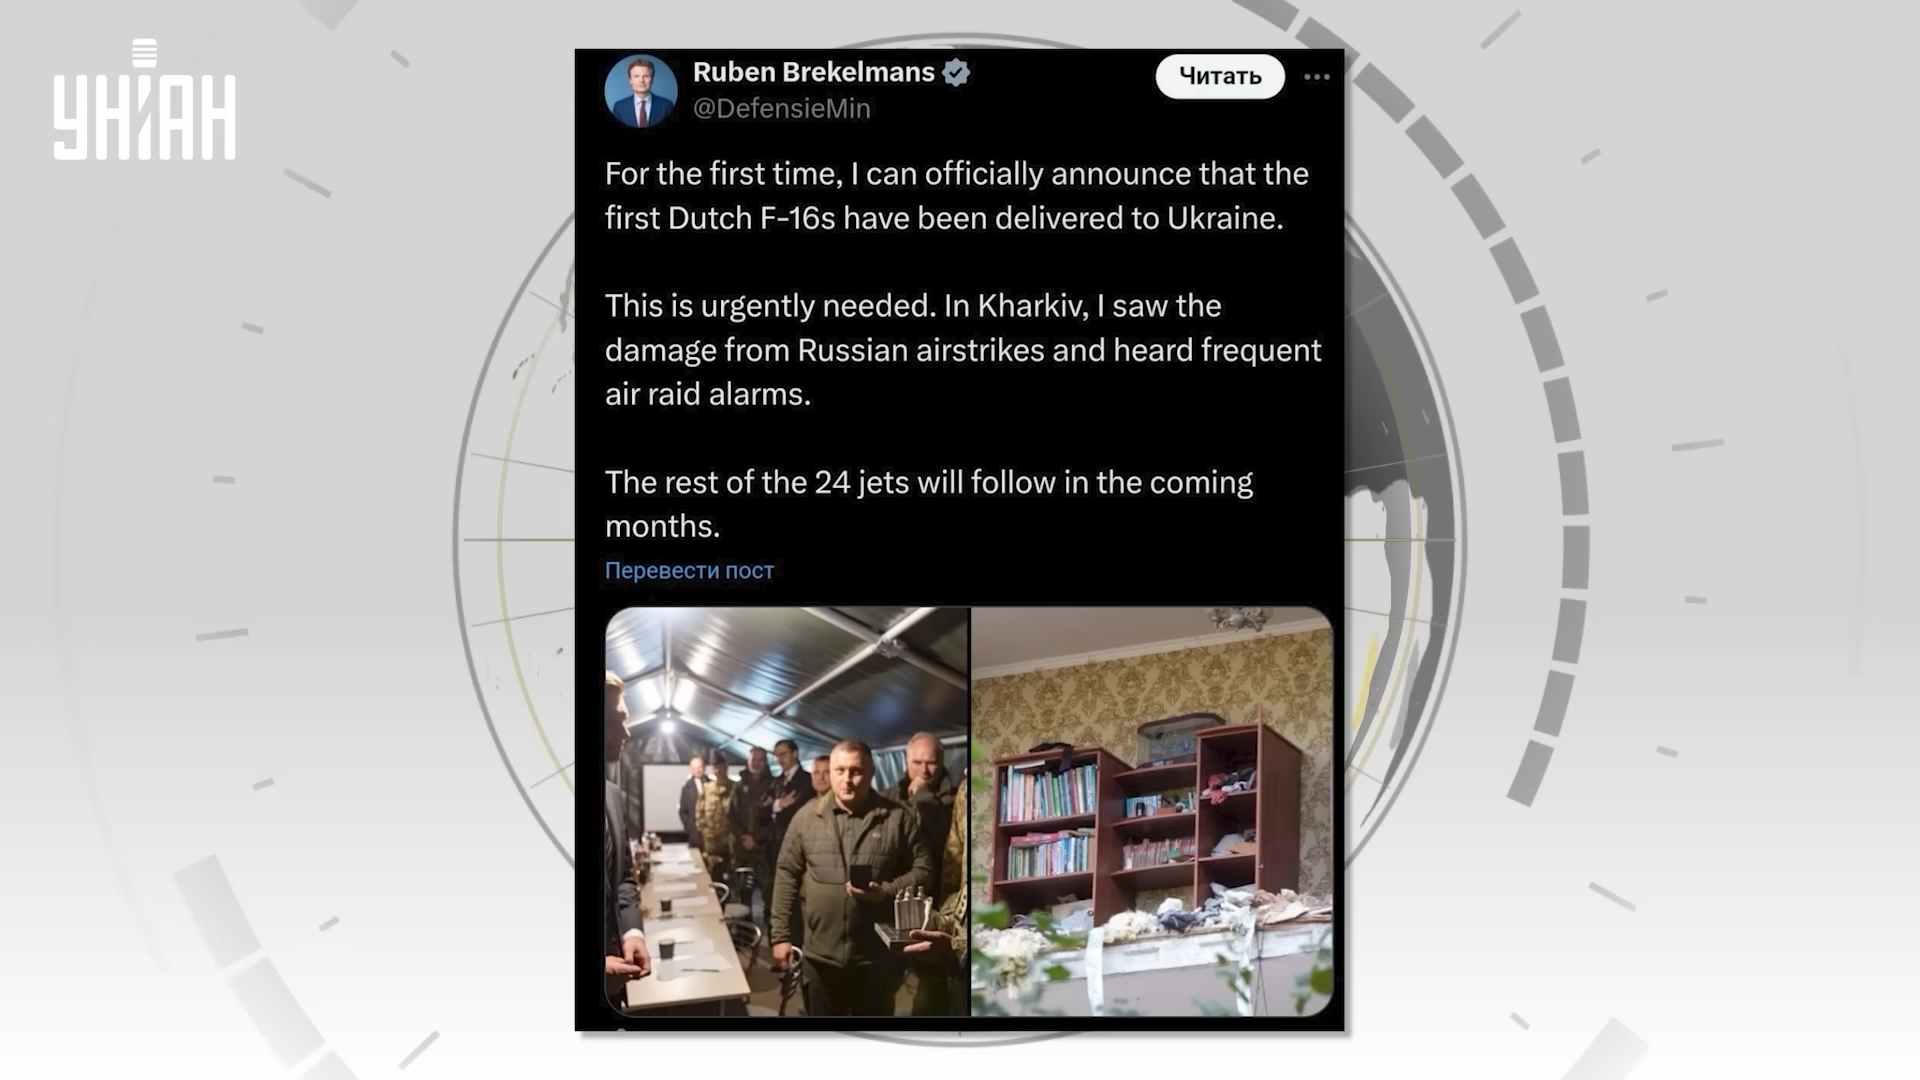 УНІАН
Ruben Brekelmans
@DefensieMin
Читать
For the first time, I can officially announce that the
first Dutch F-16s have been delivered to Ukraine.
This is urgently needed. In Kharkiv, I saw the
damage from Russian airstrikes and heard frequent
air raid alarms.
The rest of the 24 jets will follow in the coming
months.
Перевести пост